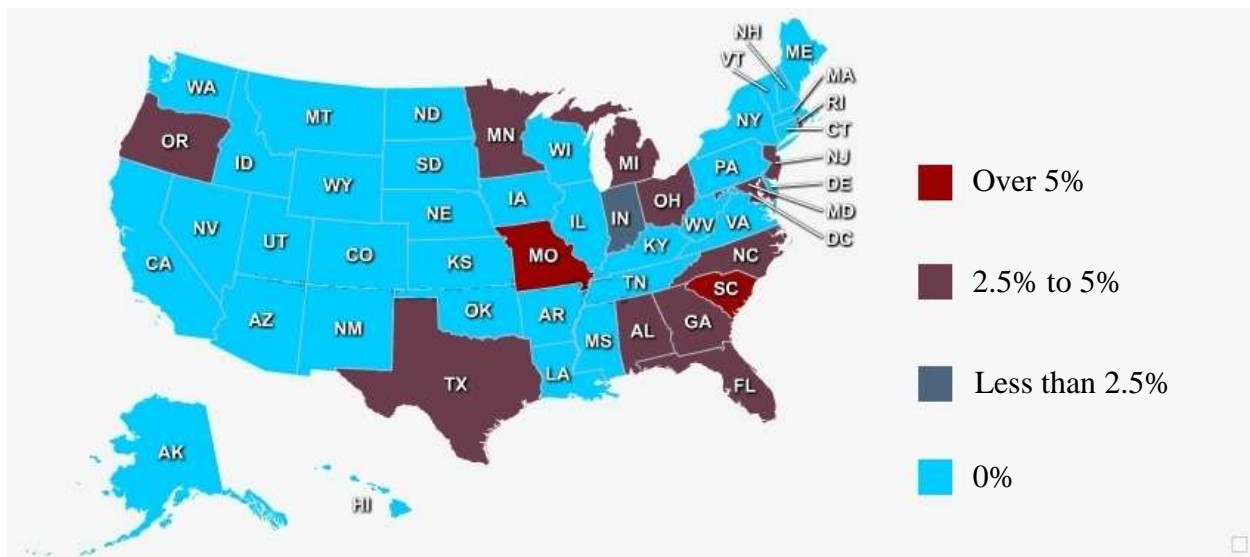 NH
ME
VT
MA
WA
RI
MT
ND
NY
CT
OR
MN
ID
WI
MI
NJ
SD
PA
WY
DE
IA
OH
NE
IL
IN
MD
NV
WV
VA
DC
UT
CO
KY
CA
KS
MO
NC
TN
SC
AZ
NM
OK
AR
GA
AL
MS
LA
TX
FL
AK
HI
Over 5%
2.5% to 5%
Less than 2.5%
0%